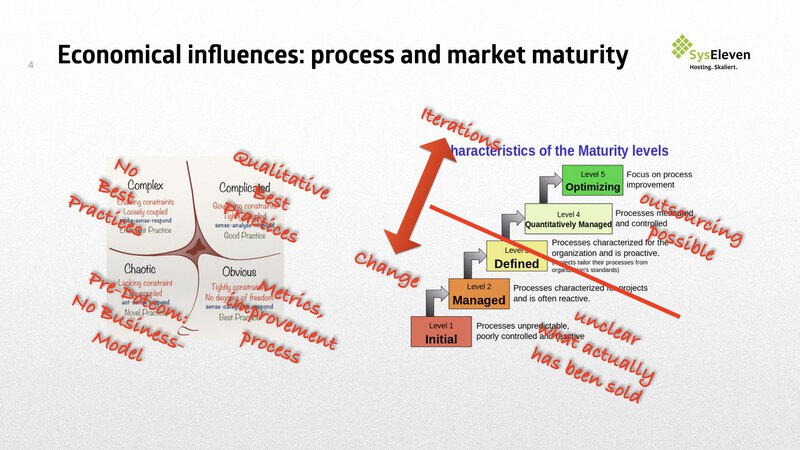 4
Economical influences: process and market maturity
SysEleven
Hosting. Skaliert.
No
Best
Practices
Complex
Enabling constraints
Loosely coupled
probe-sense-respond
Emergent Practice
Qualitative
Best
Practices
Complicated
Governing constraints
Tightly coupled
sense-analyse-respond
Good Practice
Chaotic
Lacking constraint
De-coupled
act-sense-respond
Novel Practice
Pre-Bottom:
No Business-
Model
Obvious
Tightly constrained
No degrees of freedom
sense-categorise-respond
Best Practice
Metrics,
improvement
process
Iterations
Change
haracteristics of the Maturity levels
Level 5
Optimizing
Focus on process
improvement
Level 4
Quantitatively Managed
Processes measured
and controlled
outsourcing
possible
Level 3
Defined
Processes characterized for the
organization and is proactive.
(Projects tailor their processes from
organization's standards)
Level 2
Managed
Processes characterized for projects
and is often reactive.
Level 1
Initial
Processes unpredictable,
poorly controlled and reactive
unclear
what actually
has been sold